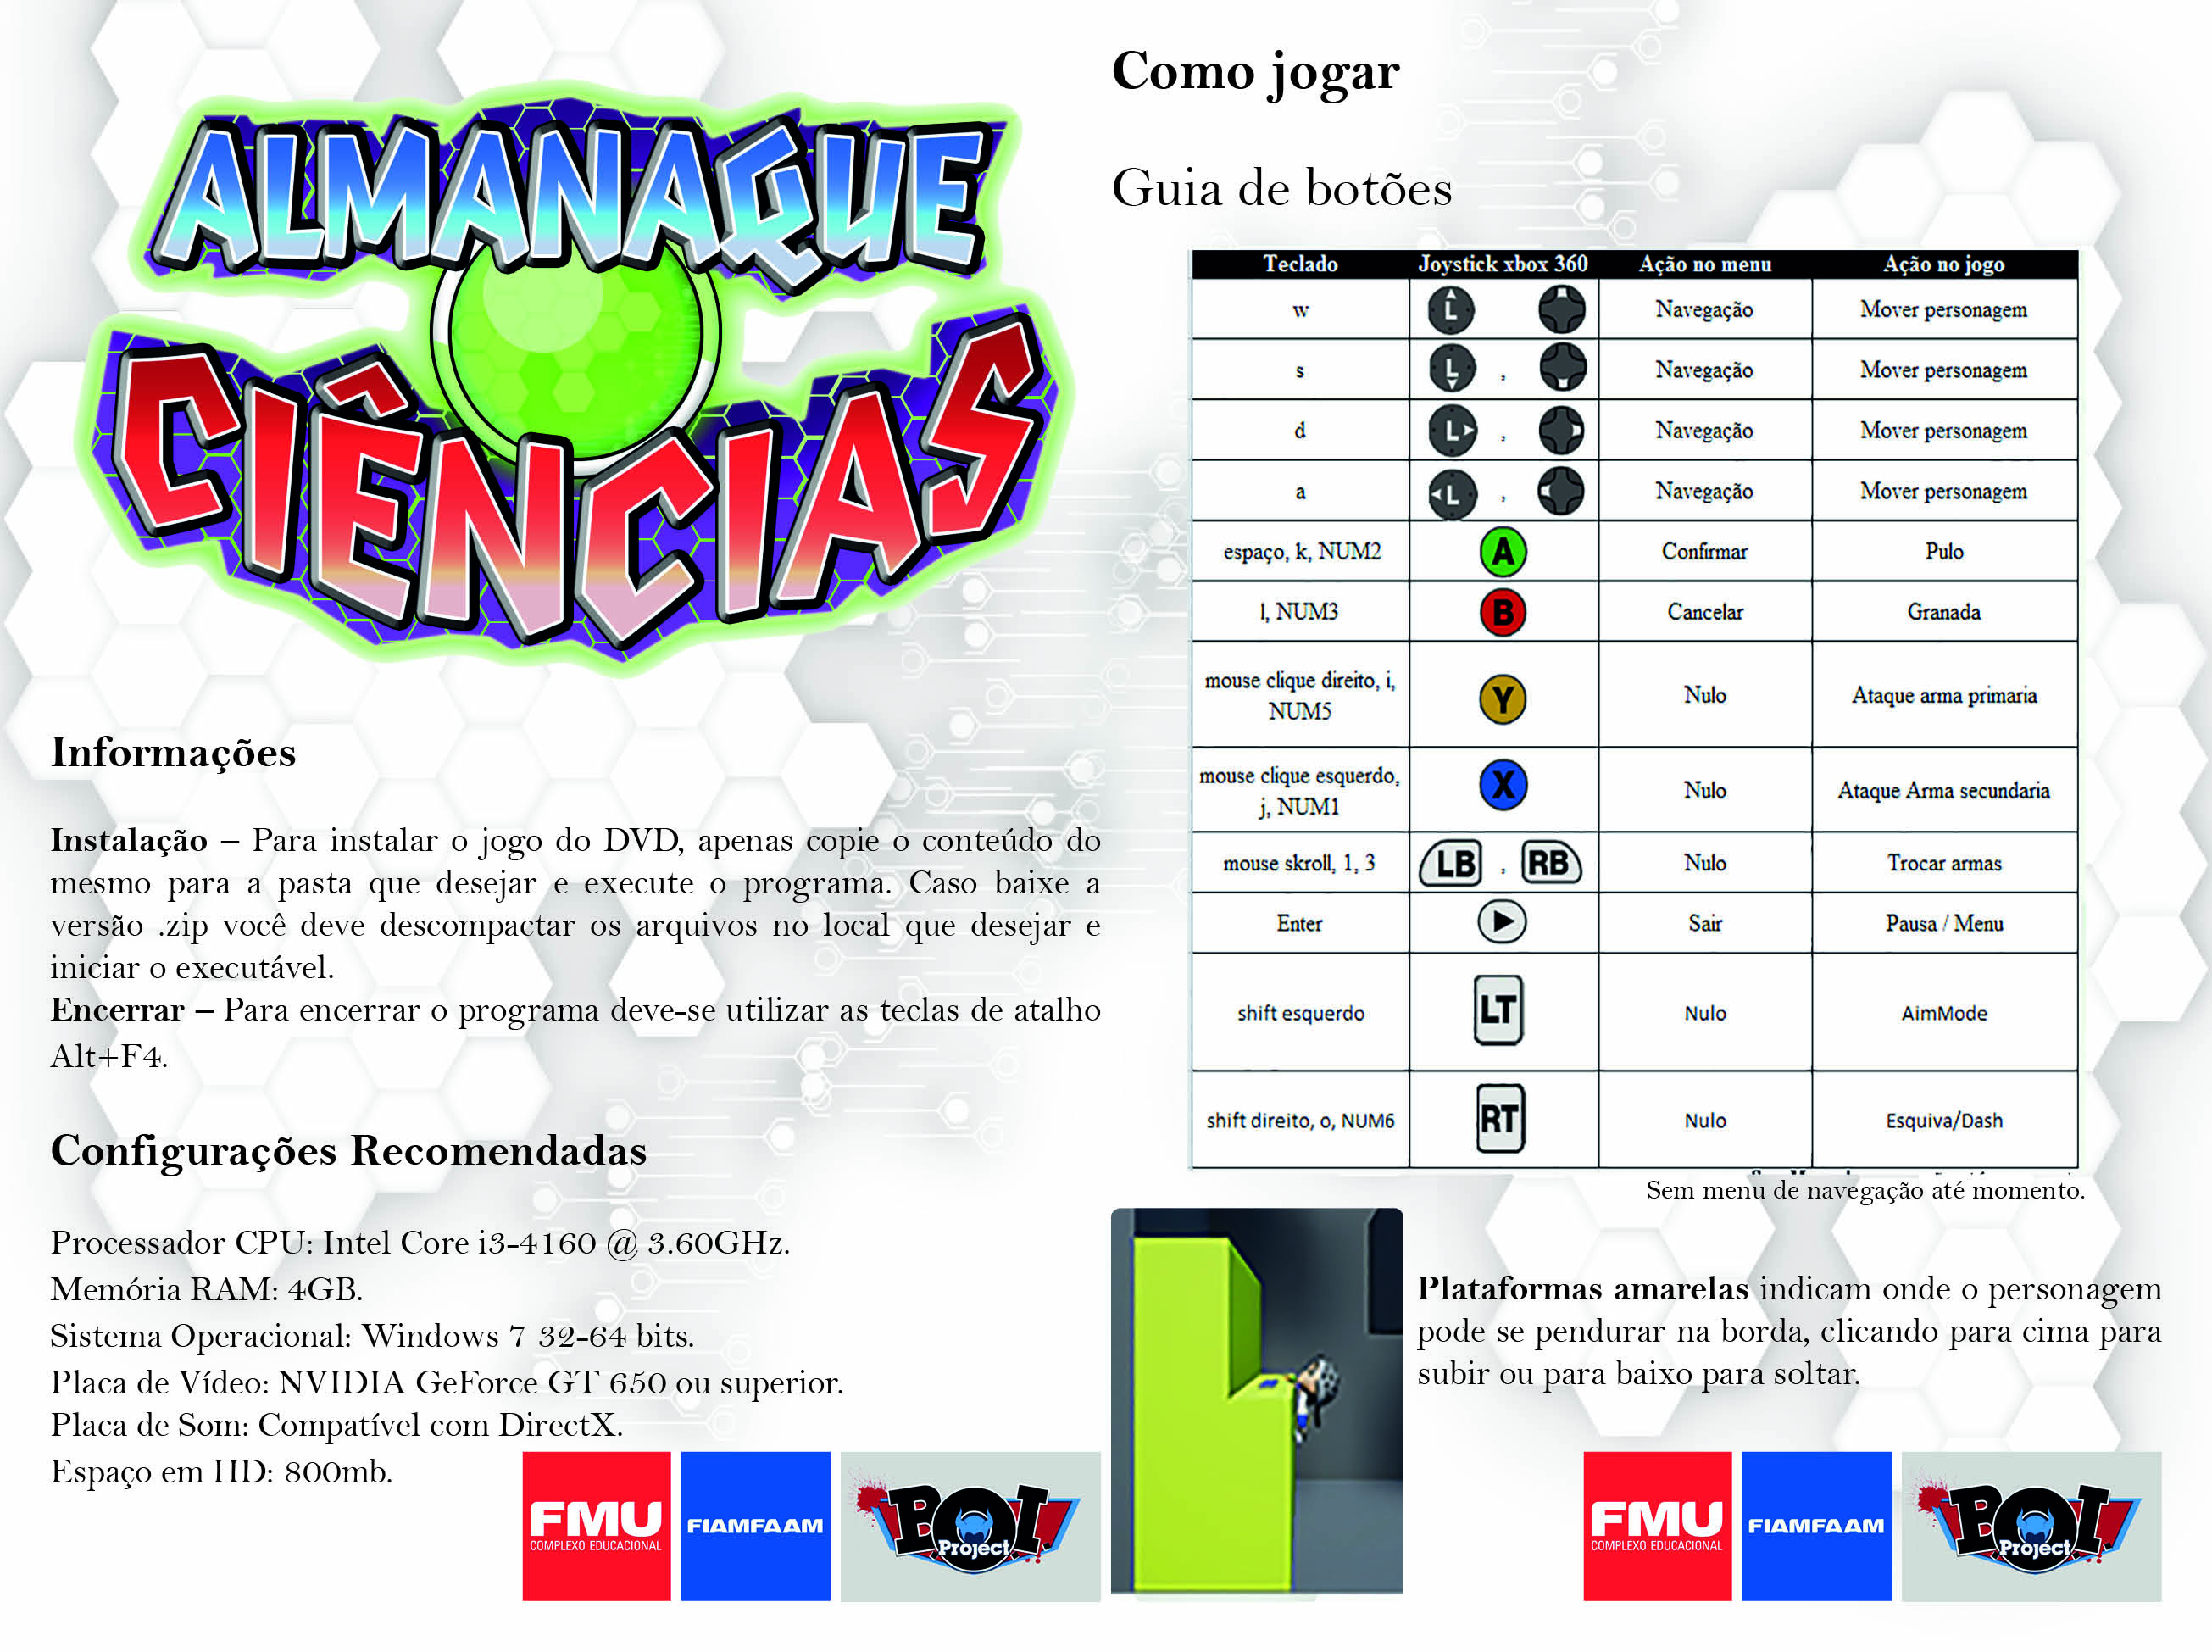 ALMANAQUE
CIÊNCIAS
Informações
Instalação – Para instalar o jogo do DVD, apenas copie o conteúdo do
mesmo para a pasta que desejar e execute o programa. Caso baixe a
versão .zip você deve descompactar os arquivos no local que desejar e
iniciar o executável.
Encerrar – Para encerrar o programa deve-se utilizar as teclas de atalho
Alt+F4.
Configurações Recomendadas
Processador CPU: Intel Core i3-4160 @ 3.60GHz.
Memória RAM: 4GB.
Sistema Operacional: Windows 7 32-64 bits.
Placa de Vídeo: NVIDIA GeForce GT 650 ou superior.
Placa de Som: Compatível com DirectX.
Espaço em HD: 800mb.
FMU
COMPLEXO EDUCACIONAL
FIAMFAAM
B.O.I.
Project
Como jogar
Guia de botões
Teclado Joystick xbox 360 Ação no menu Ação no jogo
w L Navegação Mover personagem
s L , Navegação Mover personagem
d L , Navegação Mover personagem
a L , Navegação Mover personagem
espaço, k, NUM2 A Confirmar Pulo
l, NUM3 B Cancelar Granada
mouse clique direito, i,
NUM5 Y Nulo Ataque arma primaria
mouse clique esquerdo,
j, NUM1 X Nulo Ataque Arma secundaria
mouse skroll, 1, 3 LB , RB Nulo Trocar armas
Enter Sair Pausa / Menu
shift esquerdo LT Nulo AimMode
shift direito, o, NUM6 RT Nulo Esquiva/Dash
Sem menu de navegação até momento.
Plataformas amarelas indicam onde o personagem
pode se pendurar na borda, clicando para cima para
subir ou para baixo para soltar.
FMU
COMPLEXO EDUCACIONAL
FIAMFAAM
B.O.I.
Project